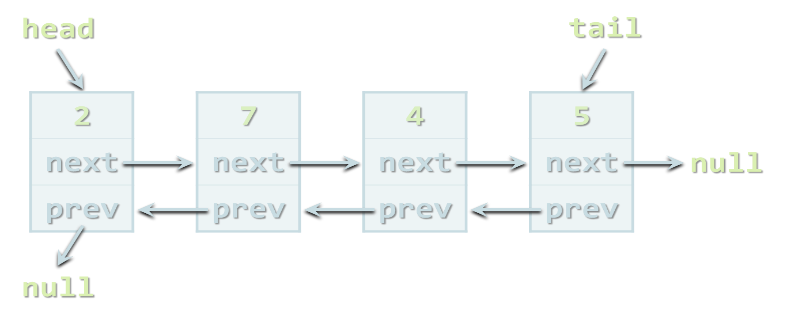 head tail
2 7 4 5
next next next next null
prev prev prev prev
null